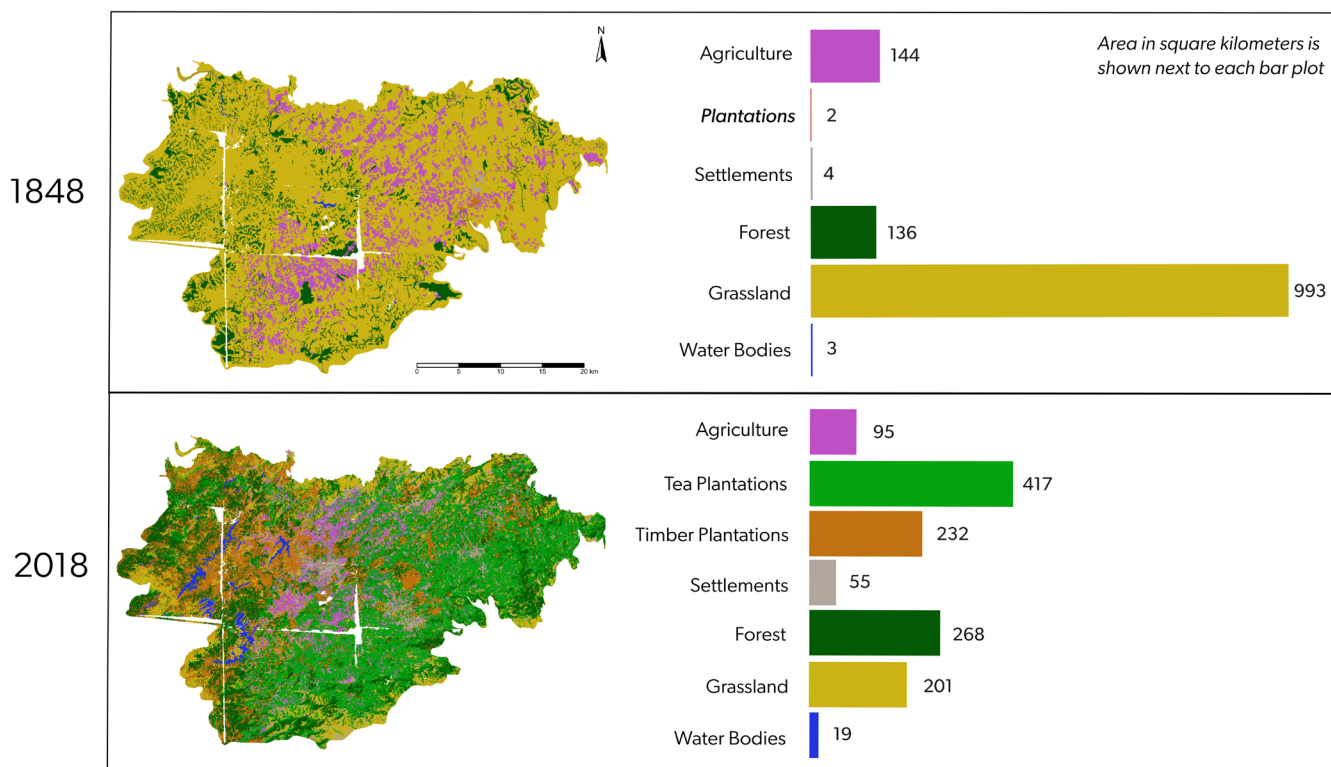 1848
N
0 5 10 15 20 km
Agriculture 144
Plantations 2
Settlements 4
Forest 136
Grassland 993
Water Bodies 3
Area in square kilometers is
shown next to each bar plot
2018
Agriculture 95
Tea Plantations 417
Timber Plantations 232
Settlements 55
Forest 268
Grassland 201
Water Bodies 19